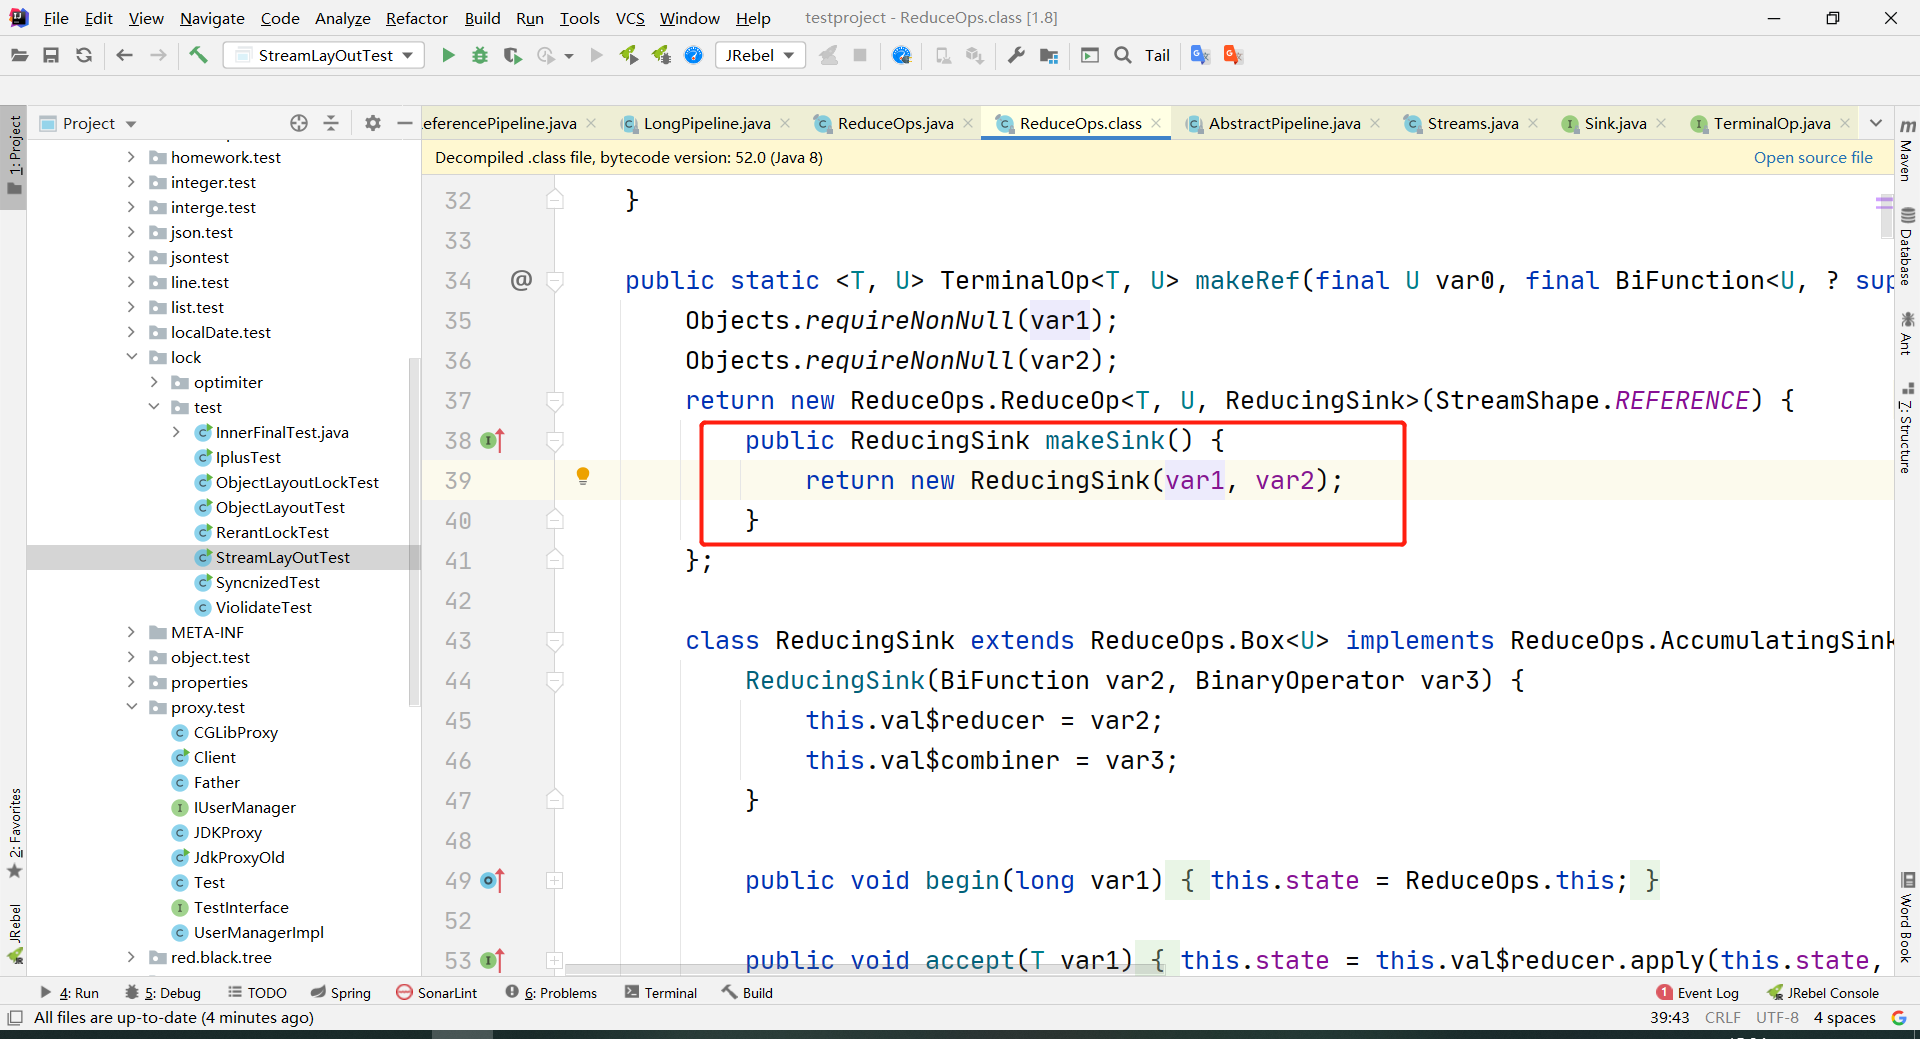 File Edit View Navigate Code Analyze Refactor Build Run Tools VCS Window Help testproject - ReduceOps.class [1.8]
StreamLayOutTest JRebel Tail
1: Project
Project
eferencePipeline.java LongPipeline.java ReduceOps.java ReduceOps.class AbstractPipeline.java Streams.java Sink.java TerminalOp.java
Decompiled .class file, bytecode version: 52.0 (Java 8) Open source file
homework.test
integer.test
interge.test
json.test
jsontest
line.test
list.test
localDate.test
lock
optimiter
test
InnerFinalTest.java
IplusTest
ObjectLayoutLockTest
ObjectLayoutTest
RerantLockTest
StreamLayOutTest
SyncnizedTest
ViolidateTest
META-INF
object.test
properties
proxy.test
CGLibProxy
Client
Father
IUserManager
JDKProxy
JdkProxyOld
Test
TestInterface
UserManagerImpl
red.black.tree
2: Favorites
JRebel
32 }
33
34 @ public static <T, U> TerminalOp<T, U> makeRef(final U var0, final BiFunction<U, ? sup
35 Objects.requireNonNull(var1);
36 Objects.requireNonNull(var2);
37 return new ReduceOps.ReduceOp<T, U, ReducingSink>(StreamShape.REFERENCE) {
38 public ReducingSink makeSink() {
39 return new ReducingSink(var1, var2);
40 }
41 };
42
43 class ReducingSink extends ReduceOps.Box<U> implements ReduceOps.AccumulatingSink
44 ReducingSink(BiFunction var2, BinaryOperator var3) {
45 this.val$reducer = var2;
46 this.val$combiner = var3;
47 }
48
49 public void begin(long var1) { this.state = ReduceOps.this; }
52
53 public void accept(T var1) { this.state = this.val$reducer.apply(this.state,
m Maven
Database
Ant
7: Structure
Word Book
4: Run 5: Debug TODO Spring SonarLint 6: Problems Terminal Build 1 Event Log JRebel Console
All files are up-to-date (4 minutes ago) 39:43 CRLF UTF-8 4 spaces